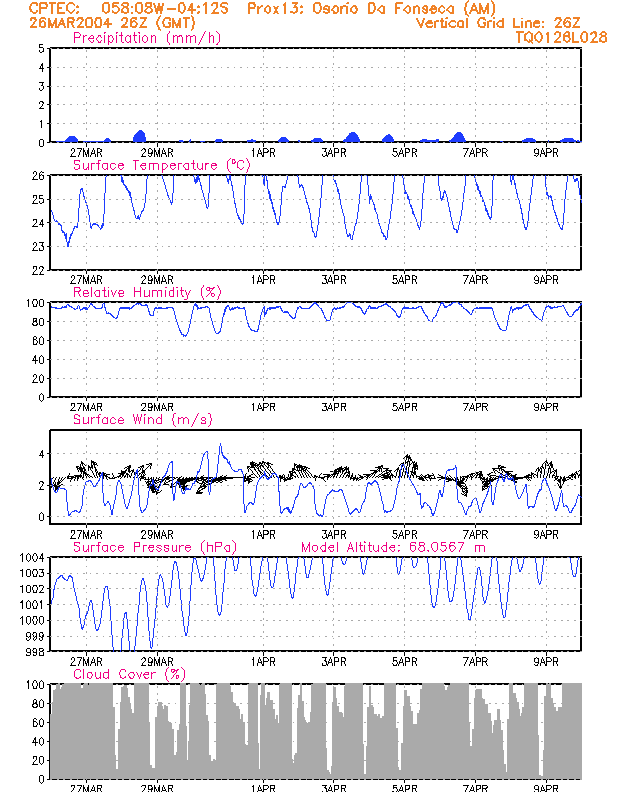 CPTEC: 058:08W-04:12S Prox13: Osorio Da Fonseca (AM)
26MAR2004 26Z (GMT) Vertical Grid Line: 26Z
Precipitation (mm/h) TQ0126L028
5
4
3
2
1
0
27MAR 29MAR 1APR 3APR 5APR 7APR 9APR
Surface Temperature (°C)
26
25
24
23
22
27MAR 29MAR 1APR 3APR 5APR 7APR 9APR
Relative Humidity (%)
100
80
60
40
20
0
27MAR 29MAR 1APR 3APR 5APR 7APR 9APR
Surface Wind (m/s)
4
2
0
27MAR 29MAR 1APR 3APR 5APR 7APR 9APR
Surface Pressure (hPa) Model Altitude: 68.0567 m
1004
1003
1002
1001
1000
999
998
27MAR 29MAR 1APR 3APR 5APR 7APR 9APR
Cloud Cover (%)
100
80
60
40
20
0
27MAR 29MAR 1APR 3APR 5APR 7APR 9APR